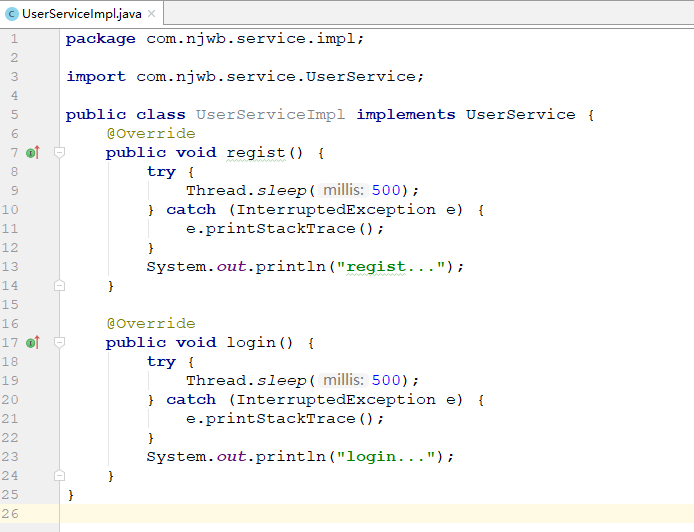 UserServiceImpl.java
1 package com.njwb.service.impl;
2
3 import com.njwb.service.UserService;
4
5 public class UserServiceImpl implements UserService {
6 @Override
7 public void regist() {
8 try {
9 Thread.sleep( millis: 500);
10 } catch (InterruptedException e) {
11 e.printStackTrace();
12 }
13 System.out.println("regist...");
14 }
15
16 @Override
17 public void login() {
18 try {
19 Thread.sleep( millis: 500);
20 } catch (InterruptedException e) {
21 e.printStackTrace();
22 }
23 System.out.println("login...");
24 }
25 }
26